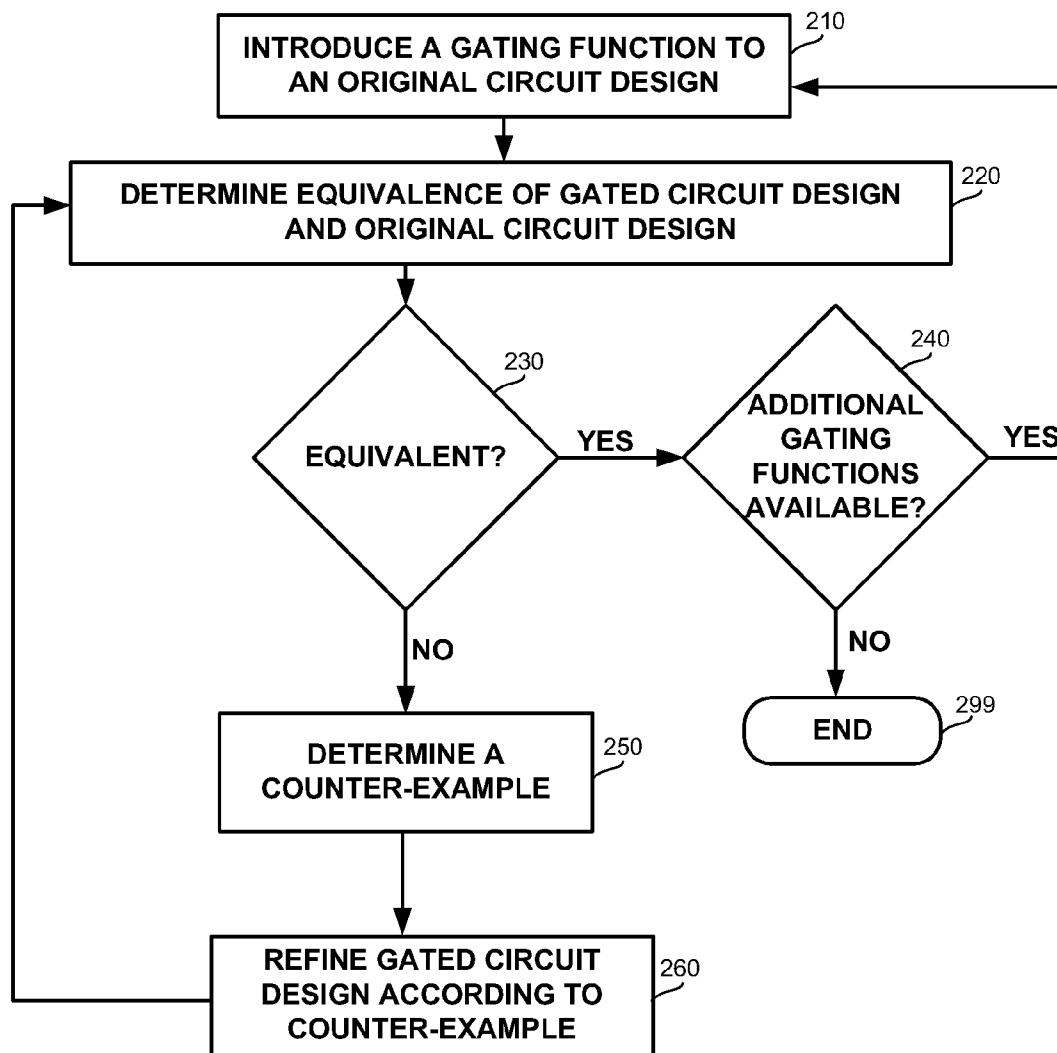 210
INTRODUCE A GATING FUNCTION TO
AN ORIGINAL CIRCUIT DESIGN
220
DETERMINE EQUIVALENCE OF GATED CIRCUIT DESIGN
AND ORIGINAL CIRCUIT DESIGN
230
EQUIVALENT?
YES
240
ADDITIONAL
GATING
FUNCTIONS
AVAILABLE?
YES
NO
NO
299
END
250
DETERMINE A
COUNTER-EXAMPLE
260
REFINE GATED CIRCUIT
DESIGN ACCORDING TO
COUNTER-EXAMPLE